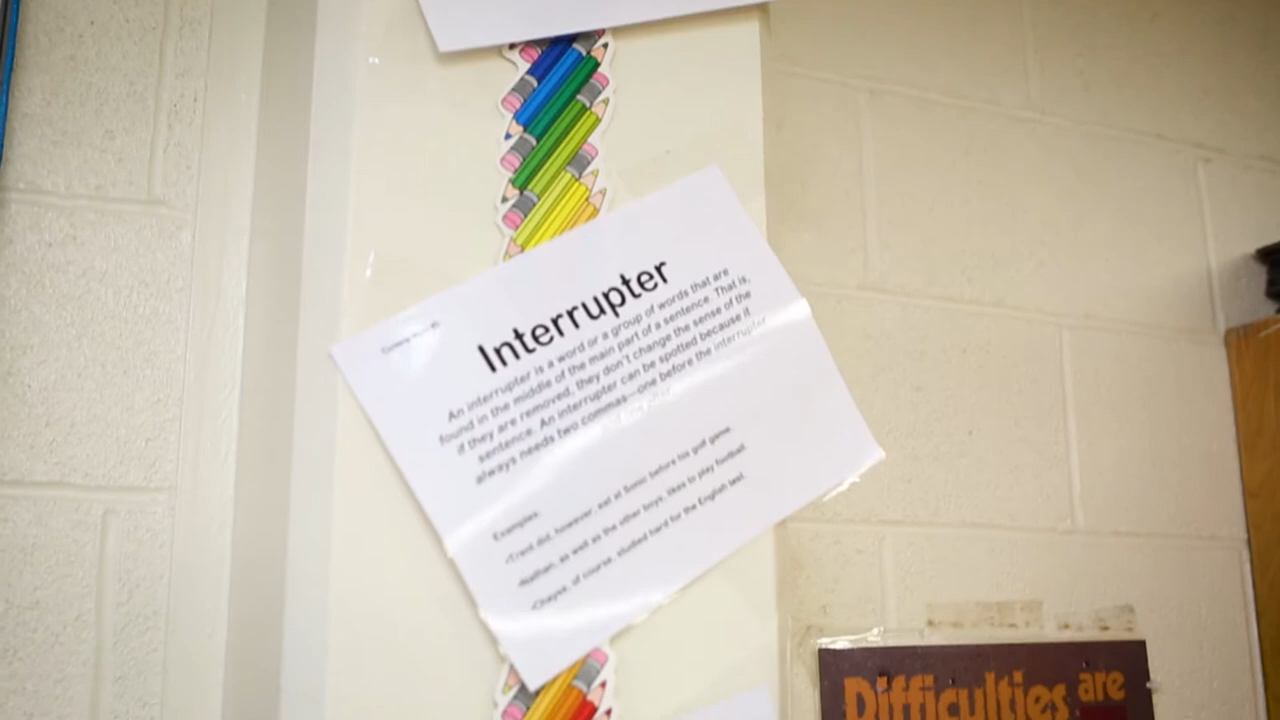 Interrupter
An interrupter is a word or a group of words that are
found in the middle of the main part of a sentence. That is,
if they are removed, they don't change the sense of the
sentence. An interrupter can be spotted because it
always needs two commas—one before the interrupter
Examples:
•Trent did, however, eat at Sonic before his golf game.
•Nathan, as well as the other boys, likes to play football.
of course, studied hard for the English test.
Difficulties are